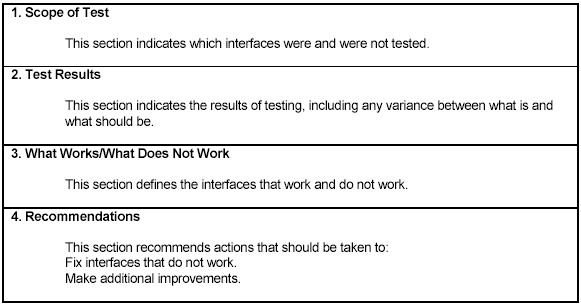 1. Scope of Test
This section indicates which interfaces were and were not tested.
2. Test Results
This section indicates the results of testing, including any variance between what is and
what should be.
3. What Works/What Does Not Work
This section defines the interfaces that work and do not work.
4. Recommendations
This section recommends actions that should be taken to:
Fix interfaces that do not work.
Make additional improvements.